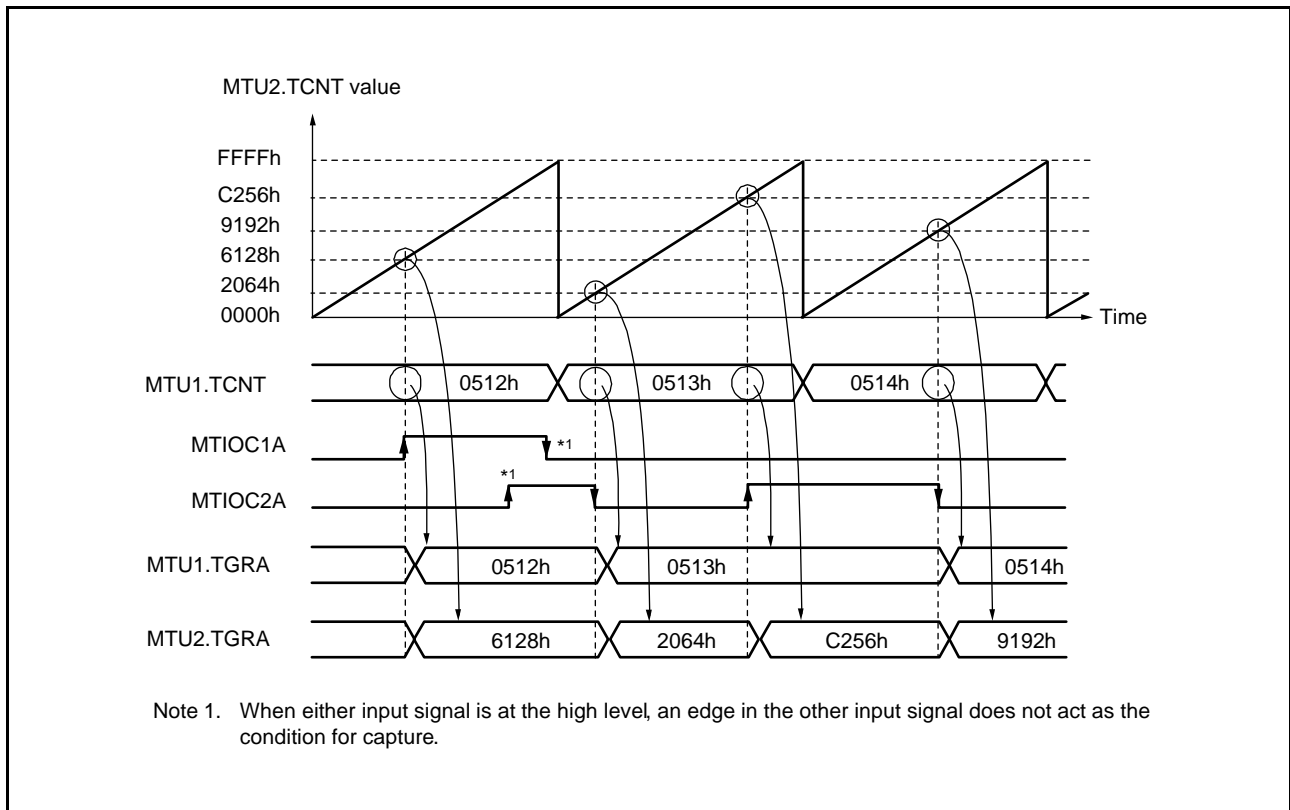 MTU2.TCNT value
FFFFh
C256h
9192h
6128h
2064h
0000h
Time
MTU1.TCNT 0512h 0513h 0514h
MTIOC1A *1
*1
MTIOC2A
MTU1.TGRA 0512h 0513h 0514h
MTU2.TGRA 6128h 2064h C256h 9192h
Note 1. When either input signal is at the high level, an edge in the other input signal does not act as the
condition for capture.